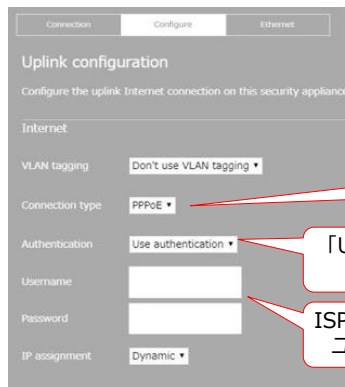 Connection Configure Ethernet
Uplink configuration
Configure the uplink Internet connection on this security appliance
Internet
VLAN tagging Don't use VLAN tagging
Connection type PPPoE
Authentication Use authentication
「U
Username
ISP
Password
コ
IP assignment Dynamic